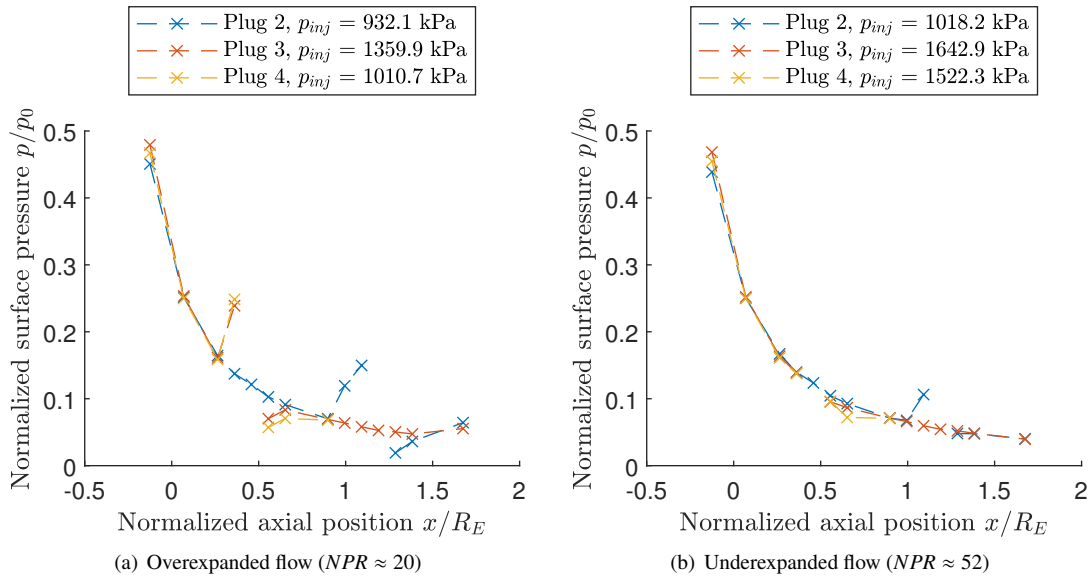 Plug 2, p_inj = 932.1 kPa
Plug 3, p_inj = 1359.9 kPa
Plug 4, p_inj = 1010.7 kPa
Normalized surface pressure p/p_0
0.5
0.4
0.3
0.2
0.1
0
-0.5 0 0.5 1 1.5 2
Normalized axial position x/R_E
(a) Overexpanded flow (NPR ≈ 20)
Plug 2, p_inj = 1018.2 kPa
Plug 3, p_inj = 1642.9 kPa
Plug 4, p_inj = 1522.3 kPa
Normalized surface pressure p/p_0
0.5
0.4
0.3
0.2
0.1
0
-0.5 0 0.5 1 1.5 2
Normalized axial position x/R_E
(b) Underexpanded flow (NPR ≈ 52)